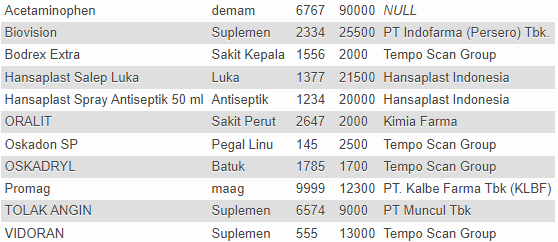 Acetaminophen demam 6767 90000 NULL
Biovision Suplemen 2334 25500 PT Indofarma (Persero) Tbk.
Bodrex Extra Sakit Kepala 1556 2000 Tempo Scan Group
Hansaplast Salep Luka Luka 1377 21500 Hansaplast Indonesia
Hansaplast Spray Antiseptik 50 ml Antiseptik 1234 20000 Hansaplast Indonesia
ORALIT Sakit Perut 2647 2000 Kimia Farma
Oskadon SP Pegal Linu 145 2500 Tempo Scan Group
OSKADRYL Batuk 1785 1700 Tempo Scan Group
Promag maag 9999 12300 PT. Kalbe Farma Tbk (KLBF)
TOLAK ANGIN Suplemen 6574 9000 PT Muncul Tbk
VIDORAN Suplemen 555 13000 Tempo Scan Group